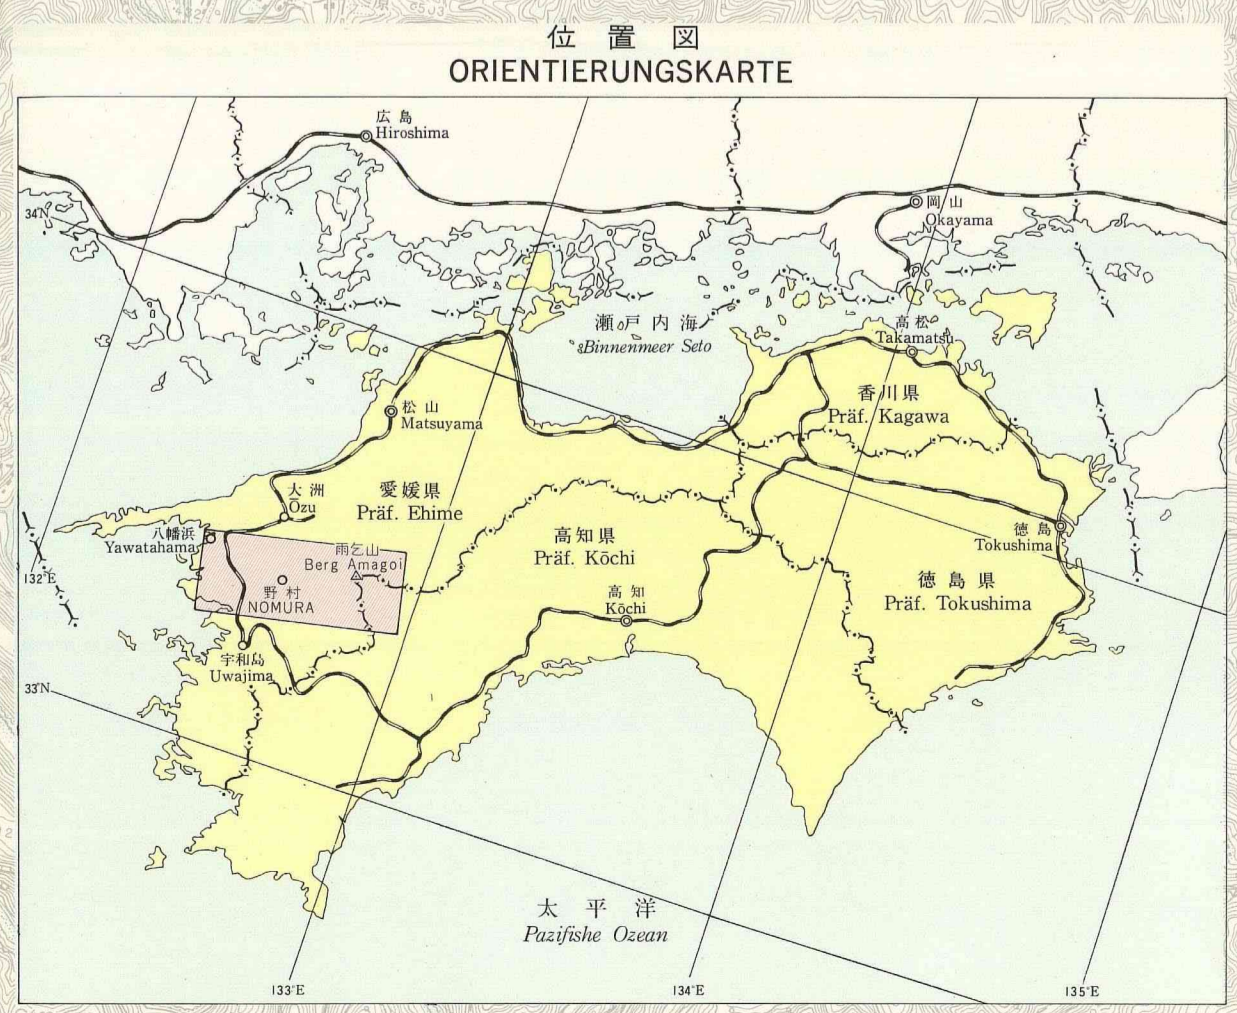 位置図
ORIENTIERUNGSKARTE
広島
Hiroshima
岡山
Okayama
34°N
瀬戸内海
Binnenmeer Seto
高松
Takamatsu
香川県
Präf. Kagawa
松山
Matsuyama
大洲
Ōzu
愛媛県
Präf. Ehime
八幡浜
Yawatahama
雨乞山
Berg Amagoi
高知県
Präf. Kōchi
徳島
Tokushima
132°E
野村
NOMURA
高知
Kōchi
徳島県
Präf. Tokushima
宇和島
Uwajima
33°N
太平洋
Pazifishe Ozean
133°E
134°E
135°E